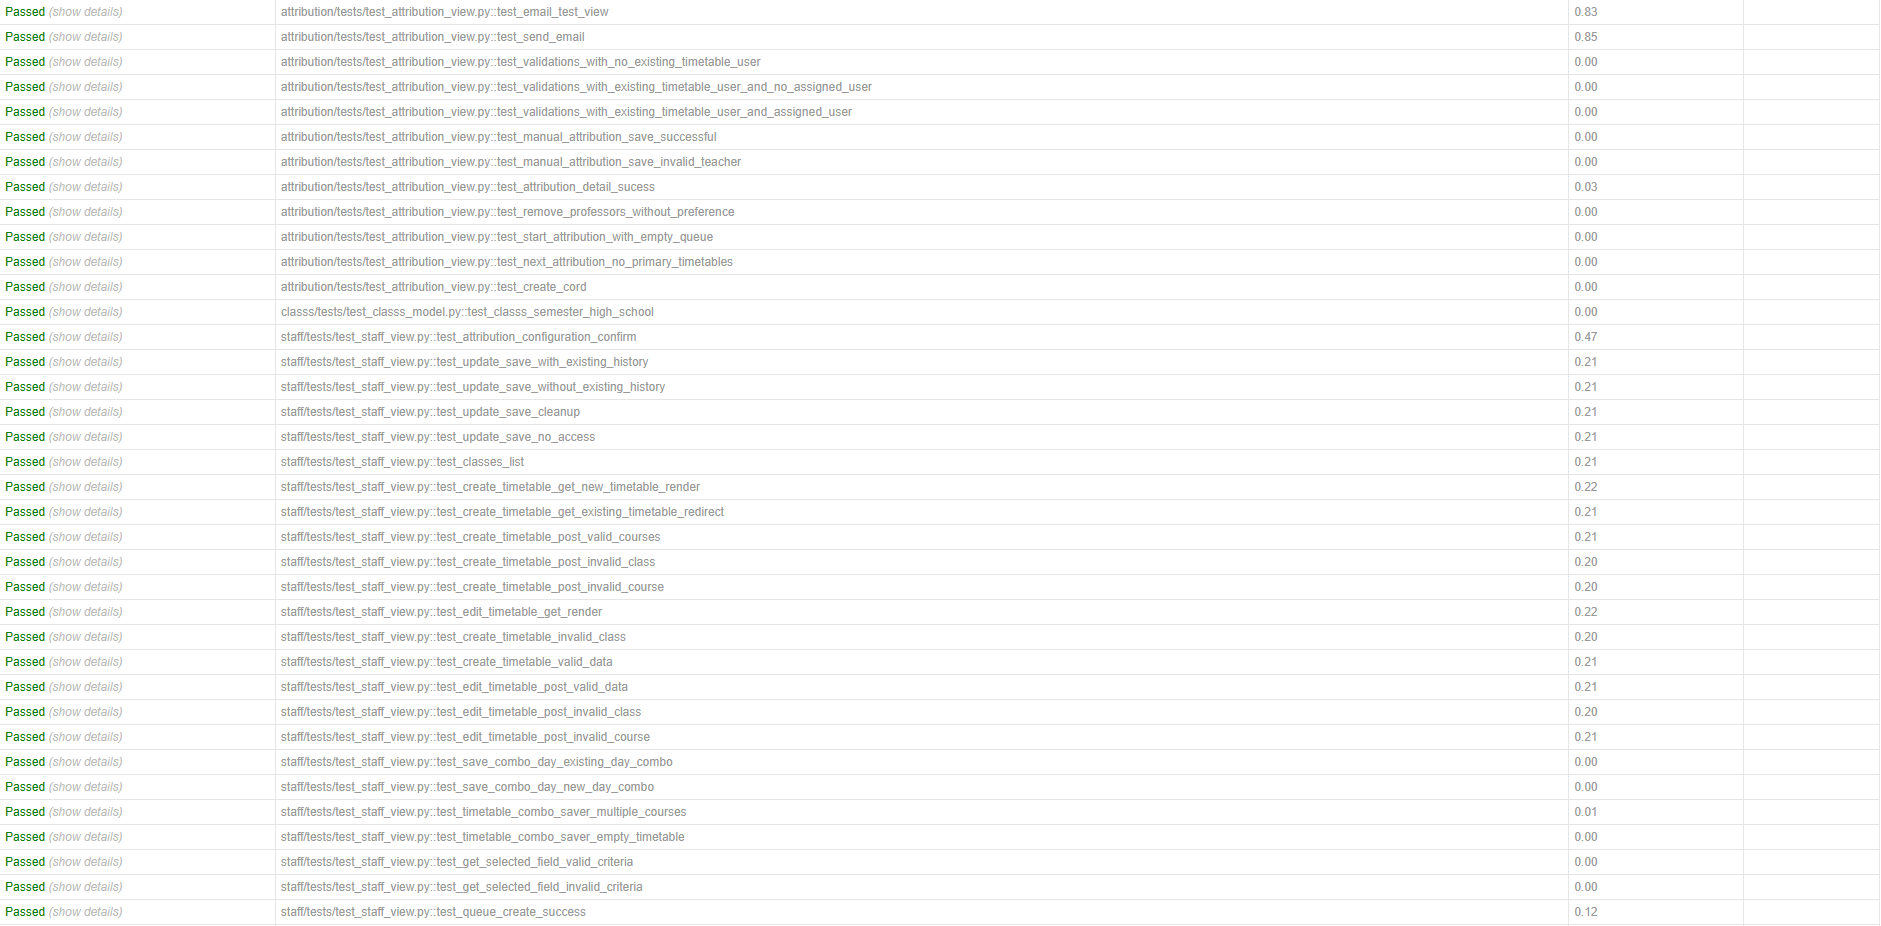 Passed (show details) attribution/tests/test_attribution_view.py::test_email_test_view 0.83
Passed (show details) attribution/tests/test_attribution_view.py::test_send_email 0.85
Passed (show details) attribution/tests/test_attribution_view.py::test_validations_with_no_existing_timetable_user 0.00
Passed (show details) attribution/tests/test_attribution_view.py::test_validations_with_existing_timetable_user_and_no_assigned_user 0.00
Passed (show details) attribution/tests/test_attribution_view.py::test_validations_with_existing_timetable_user_and_assigned_user 0.00
Passed (show details) attribution/tests/test_attribution_view.py::test_manual_attribution_save_successful 0.00
Passed (show details) attribution/tests/test_attribution_view.py::test_manual_attribution_save_invalid_teacher 0.00
Passed (show details) attribution/tests/test_attribution_view.py::test_attribution_detail_sucess 0.03
Passed (show details) attribution/tests/test_attribution_view.py::test_remove_professors_without_preference 0.00
Passed (show details) attribution/tests/test_attribution_view.py::test_start_attribution_with_empty_queue 0.00
Passed (show details) attribution/tests/test_attribution_view.py::test_next_attribution_no_primary_timetables 0.00
Passed (show details) attribution/tests/test_attribution_view.py::test_create_cord 0.00
Passed (show details) classs/tests/test_classs_model.py::test_classs_semester_high_school 0.00
Passed (show details) staff/tests/test_staff_view.py::test_attribution_configuration_confirm 0.47
Passed (show details) staff/tests/test_staff_view.py::test_update_save_with_existing_history 0.21
Passed (show details) staff/tests/test_staff_view.py::test_update_save_without_existing_history 0.21
Passed (show details) staff/tests/test_staff_view.py::test_update_save_cleanup 0.21
Passed (show details) staff/tests/test_staff_view.py::test_update_save_no_access 0.21
Passed (show details) staff/tests/test_staff_view.py::test_classes_list 0.21
Passed (show details) staff/tests/test_staff_view.py::test_create_timetable_get_new_timetable_render 0.22
Passed (show details) staff/tests/test_staff_view.py::test_create_timetable_get_existing_timetable_redirect 0.21
Passed (show details) staff/tests/test_staff_view.py::test_create_timetable_post_valid_courses 0.21
Passed (show details) staff/tests/test_staff_view.py::test_create_timetable_post_invalid_class 0.20
Passed (show details) staff/tests/test_staff_view.py::test_create_timetable_post_invalid_course 0.20
Passed (show details) staff/tests/test_staff_view.py::test_edit_timetable_get_render 0.22
Passed (show details) staff/tests/test_staff_view.py::test_create_timetable_invalid_class 0.20
Passed (show details) staff/tests/test_staff_view.py::test_create_timetable_valid_data 0.21
Passed (show details) staff/tests/test_staff_view.py::test_edit_timetable_post_valid_data 0.21
Passed (show details) staff/tests/test_staff_view.py::test_edit_timetable_post_invalid_class 0.20
Passed (show details) staff/tests/test_staff_view.py::test_edit_timetable_post_invalid_course 0.21
Passed (show details) staff/tests/test_staff_view.py::test_save_combo_day_existing_day_combo 0.00
Passed (show details) staff/tests/test_staff_view.py::test_save_combo_day_new_day_combo 0.00
Passed (show details) staff/tests/test_staff_view.py::test_timetable_combo_saver_multiple_courses 0.01
Passed (show details) staff/tests/test_staff_view.py::test_timetable_combo_saver_empty_timetable 0.00
Passed (show details) staff/tests/test_staff_view.py::test_get_selected_field_valid_criteria 0.00
Passed (show details) staff/tests/test_staff_view.py::test_get_selected_field_invalid_criteria 0.00
Passed (show details) staff/tests/test_staff_view.py::test_queue_create_success 0.12